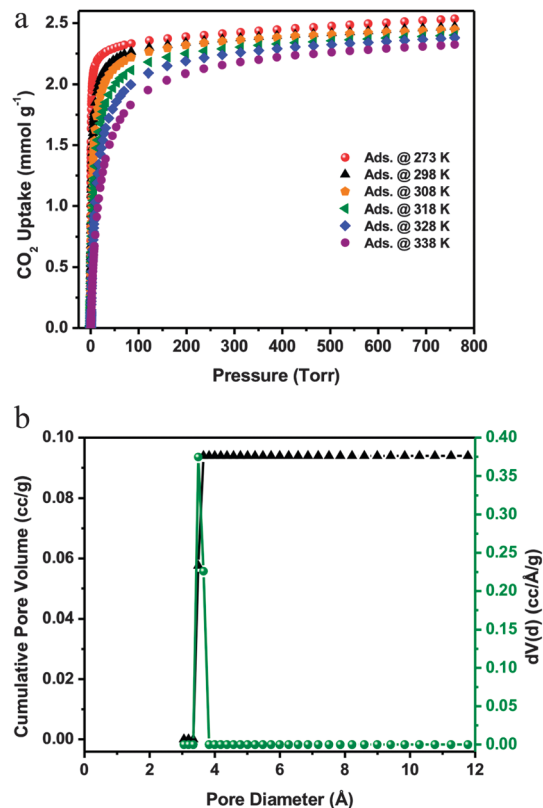 a
CO₂ Uptake (mmol g⁻¹)
2.5
2.0
1.5
1.0
0.5
0.0
Ads. @ 273 K
Ads. @ 298 K
Ads. @ 308 K
Ads. @ 318 K
Ads. @ 328 K
Ads. @ 338 K
0 100 200 300 400 500 600 700 800
Pressure (Torr)
b
Cumulative Pore Volume (cc/g)
0.10
0.08
0.06
0.04
0.02
0.00
0.40
0.35
0.30
0.25
0.20
0.15
0.10
0.05
0.00
dV(d) (cc/Å/g)
0 2 4 6 8 10 12
Pore Diameter (Å)